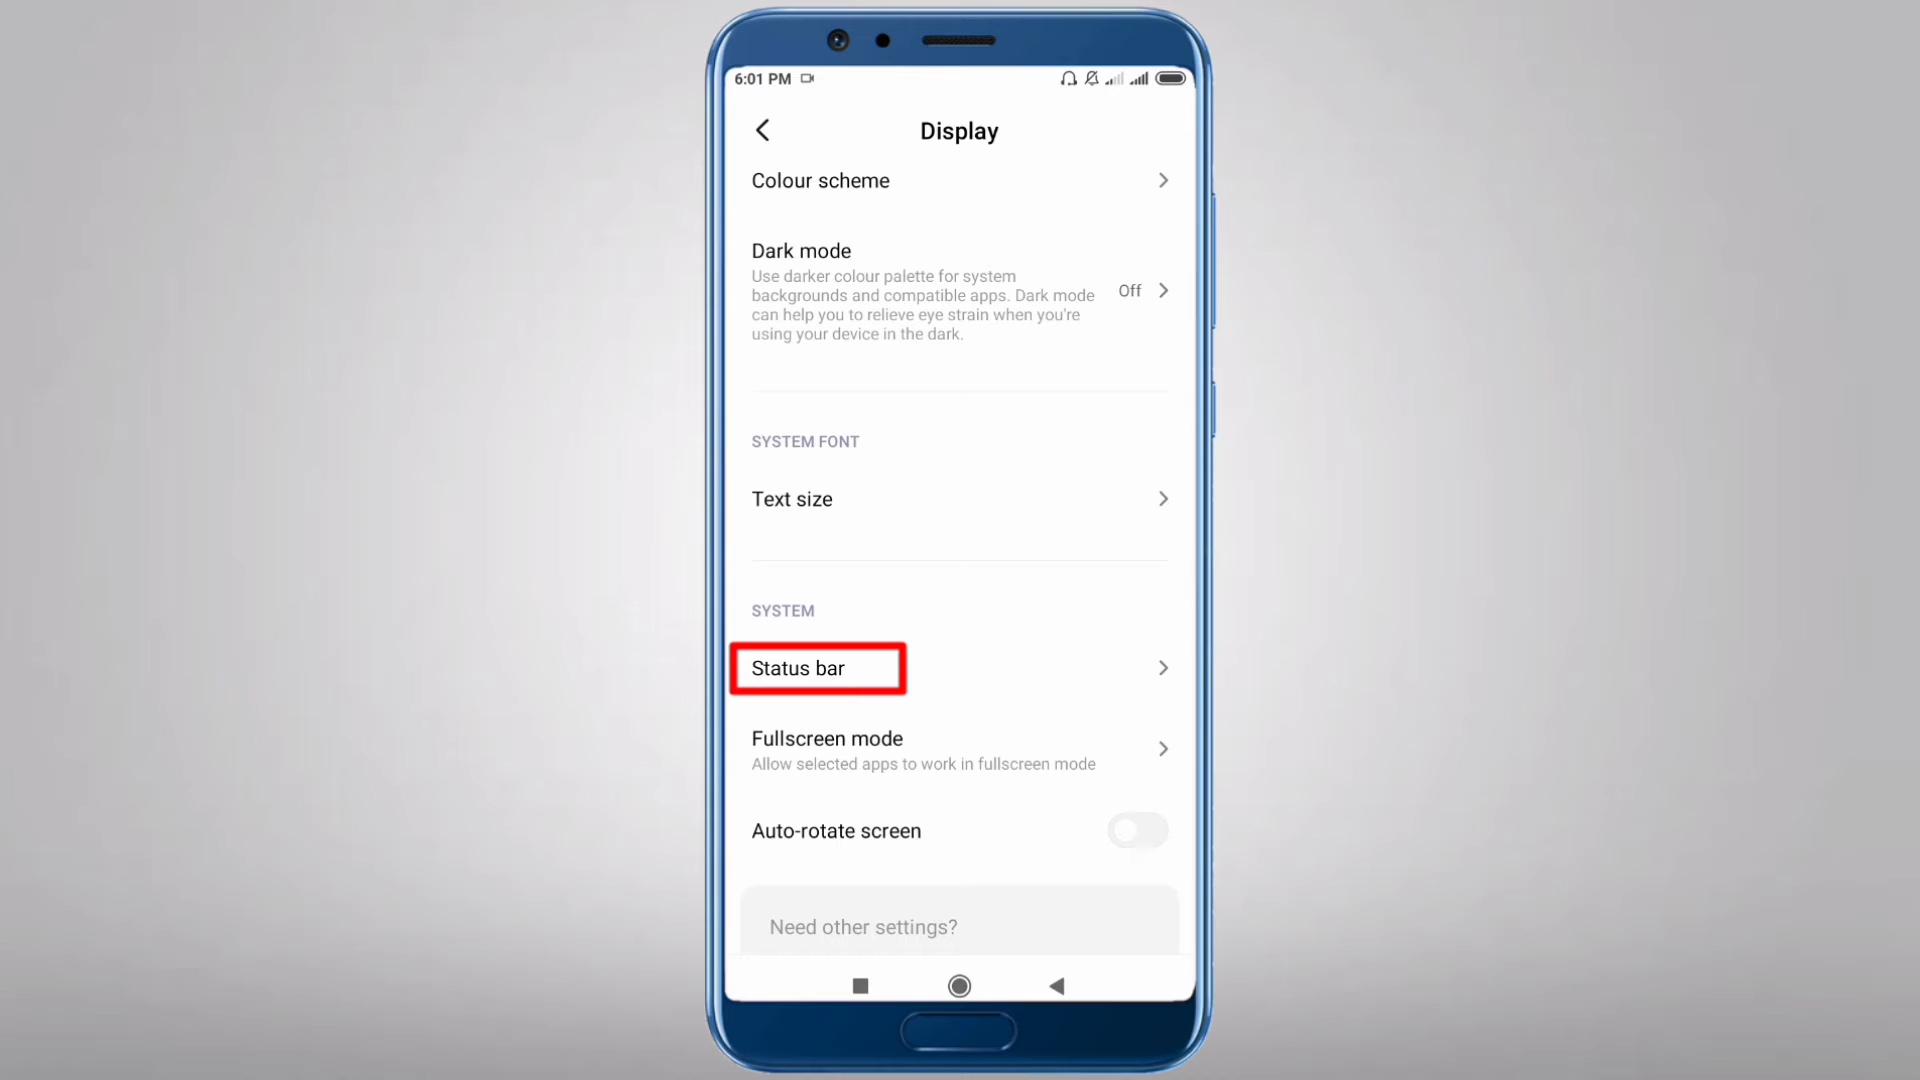 6:01 PM
Display
Colour scheme
Dark mode
Use darker colour palette for system
backgrounds and compatible apps. Dark mode
can help you to relieve eye strain when you're
using your device in the dark.
Off
SYSTEM FONT
Text size
SYSTEM
Status bar
Fullscreen mode
Allow selected apps to work in fullscreen mode
Auto-rotate screen
Need other settings?